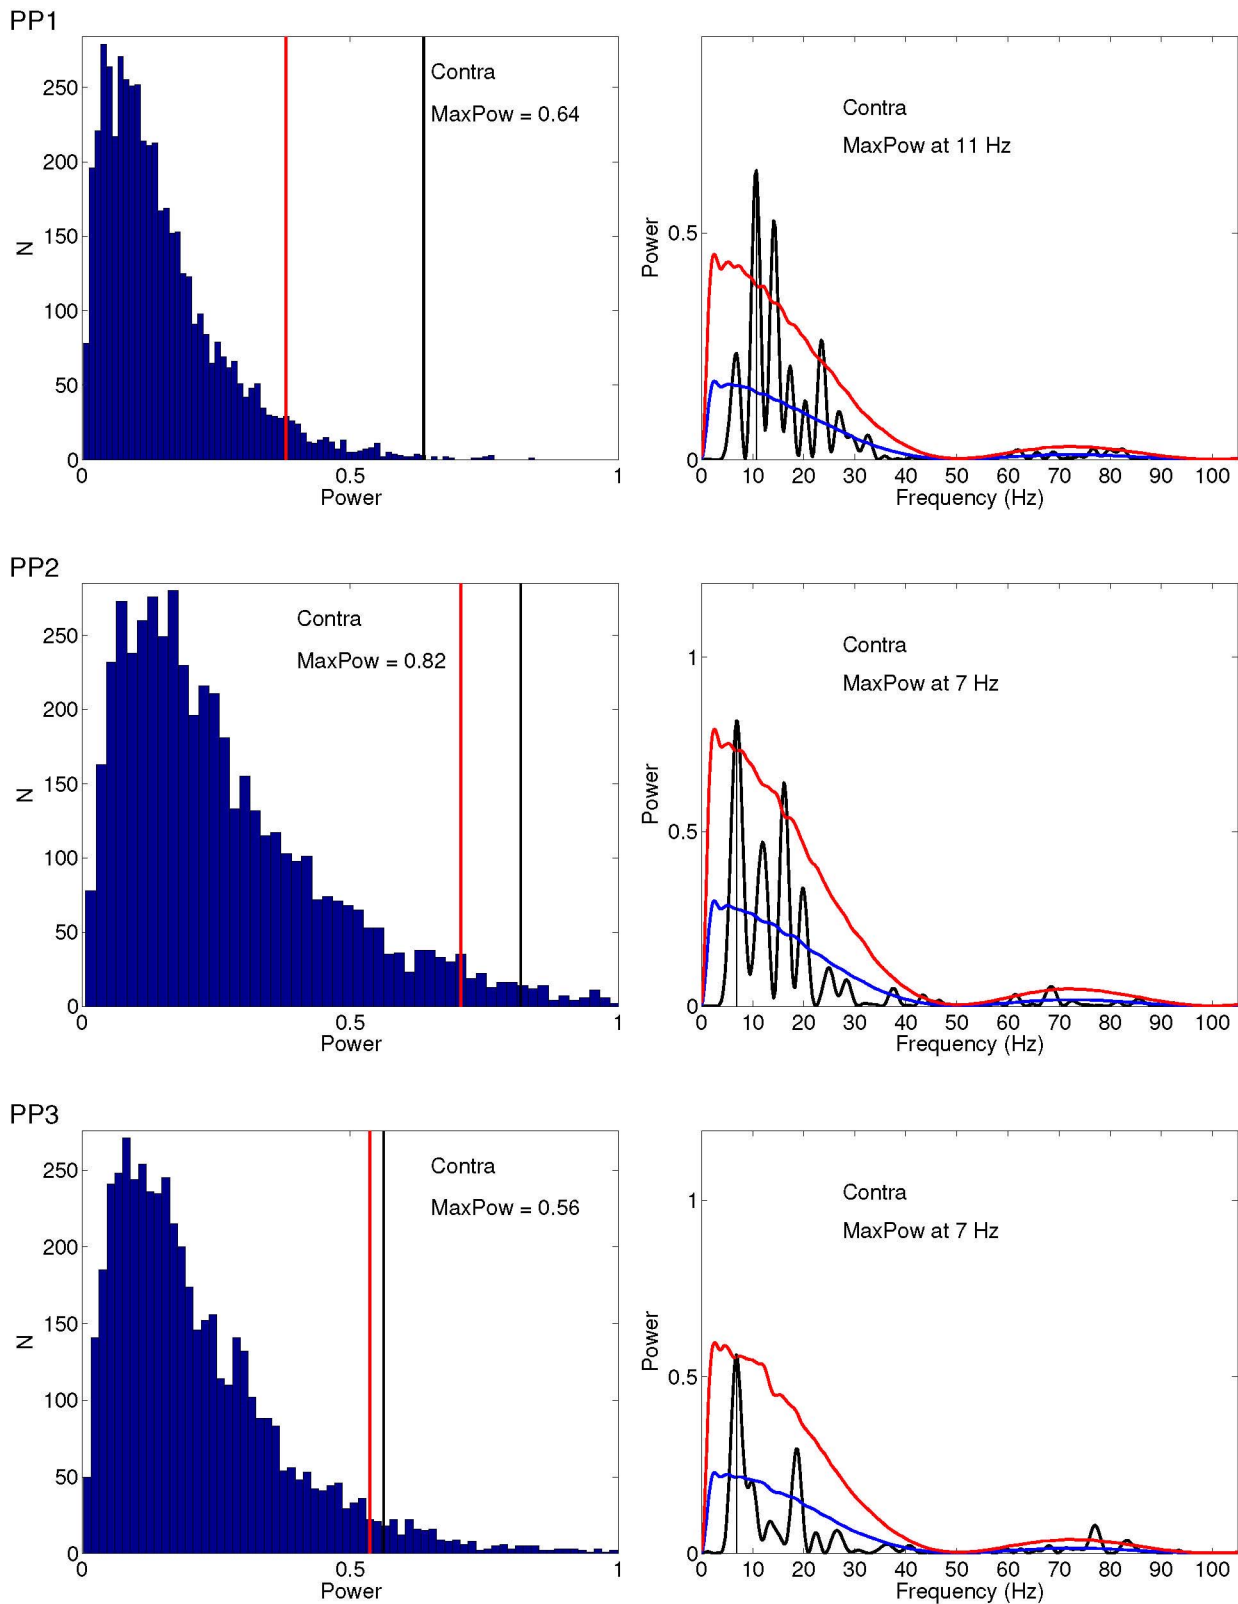 PP1
250
200
150
100
50
0
N
0 0.5 1
Power
Contra
MaxPow = 0.64
0.5
0
Power
0 10 20 30 40 50 60 70 80 90 100
Frequency (Hz)
Contra
MaxPow at 11 Hz
PP2
250
200
150
100
50
0
N
0 0.5 1
Power
Contra
MaxPow = 0.82
1
0.5
0
Power
0 10 20 30 40 50 60 70 80 90 100
Frequency (Hz)
Contra
MaxPow at 7 Hz
PP3
250
200
150
100
50
0
N
0 0.5 1
Power
Contra
MaxPow = 0.56
1
0.5
0
Power
0 10 20 30 40 50 60 70 80 90 100
Frequency (Hz)
Contra
MaxPow at 7 Hz